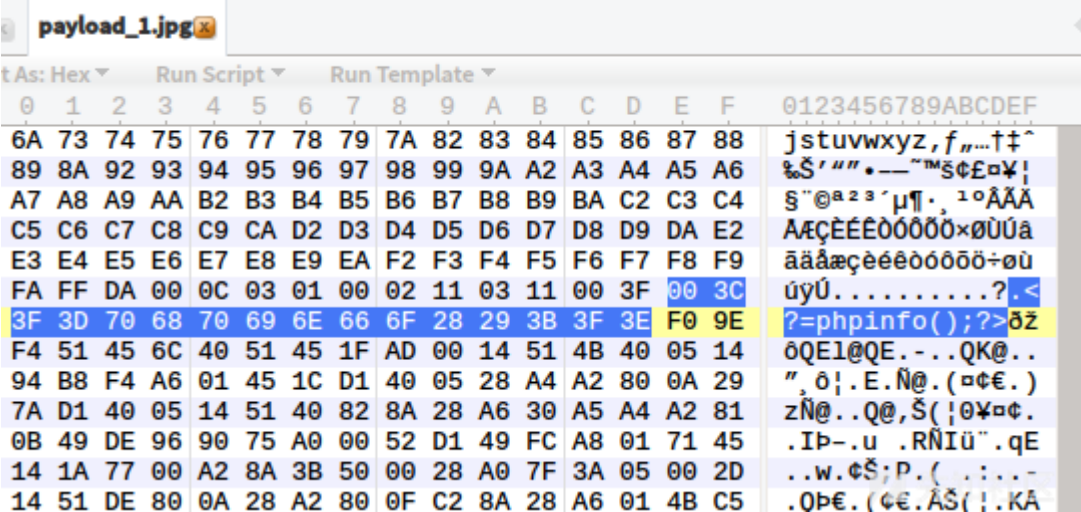 payload_1.jpg
t As: Hex Run Script Run Template
0 1 2 3 4 5 6 7 8 9 A B C D E F 0123456789ABCDEF
6A 73 74 75 76 77 78 79 7A 82 83 84 85 86 87 88 jstuvwxyz‚ƒ„…†‡ˆ
89 8A 92 93 94 95 96 97 98 99 9A A2 A3 A4 A5 A6 ‰Š’“”•–—˜™š¢£¤¥¦
A7 A8 A9 AA B2 B3 B4 B5 B6 B7 B8 B9 BA C2 C3 C4 §¨©ª²³´µ¶·¸¹ºÂÃÄ
C5 C6 C7 C8 C9 CA D2 D3 D4 D5 D6 D7 D8 D9 DA E2 ÅÆÇÈÉÊÒÓÔÕÖ×ØÙÚâ
E3 E4 E5 E6 E7 E8 E9 EA F2 F3 F4 F5 F6 F7 F8 F9 ãäåæçèéêòóôõö÷øù
FA FF DA 00 0C 03 01 00 02 11 03 11 00 3F 00 3C úÿÚ..........?.<
3F 3D 70 68 70 69 6E 66 6F 28 29 3B 3F 3E F0 9E ?=phpinfo();?>ðž
F4 51 45 6C 40 51 45 1F AD 00 14 51 4B 40 05 14 ôQEl@QE.-..QK@..
94 B8 F4 A6 01 45 1C D1 40 05 28 A4 A2 80 0A 29 ”¸ô¦.E.Ñ@.(¤¢€.)
7A D1 40 05 14 51 40 82 8A 28 A6 30 A5 A4 A2 81 zÑ@..Q@‚Š(¦0¥¤¢.
0B 49 DE 96 90 75 A0 00 52 D1 49 FC A8 01 71 45 .IÞ–.u .RÑIü¨.qE
14 1A 77 00 A2 8A 3B 50 00 28 A0 7F 3A 05 00 2D ..w.¢Š;P.( .:..-
14 51 DE 80 0A 28 A2 80 0F C2 8A 28 A6 01 4B C5 .QÞ€.(¢€.ÂŠ(¦.KÅ